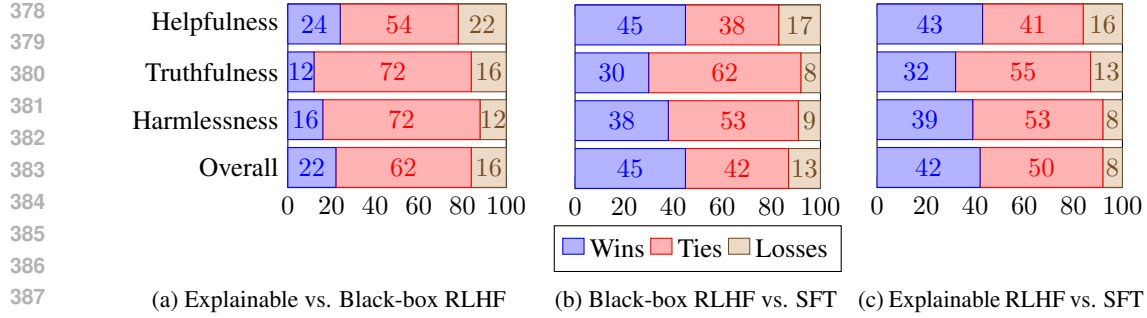 378
379
380
381
382
383
384
385
386
387
Helpfulness 24 54 22 45 38 17 43 41 16
Truthfulness 12 72 16 30 62 8 32 55 13
Harmlessness 16 72 12 38 53 9 39 53 8
Overall 22 62 16 45 42 13 42 50 8
0 20 40 60 80 100 0 20 40 60 80 100 0 20 40 60 80 100
Wins Ties Losses
(a) Explainable vs. Black-box RLHF (b) Black-box RLHF vs. SFT (c) Explainable RLHF vs. SFT